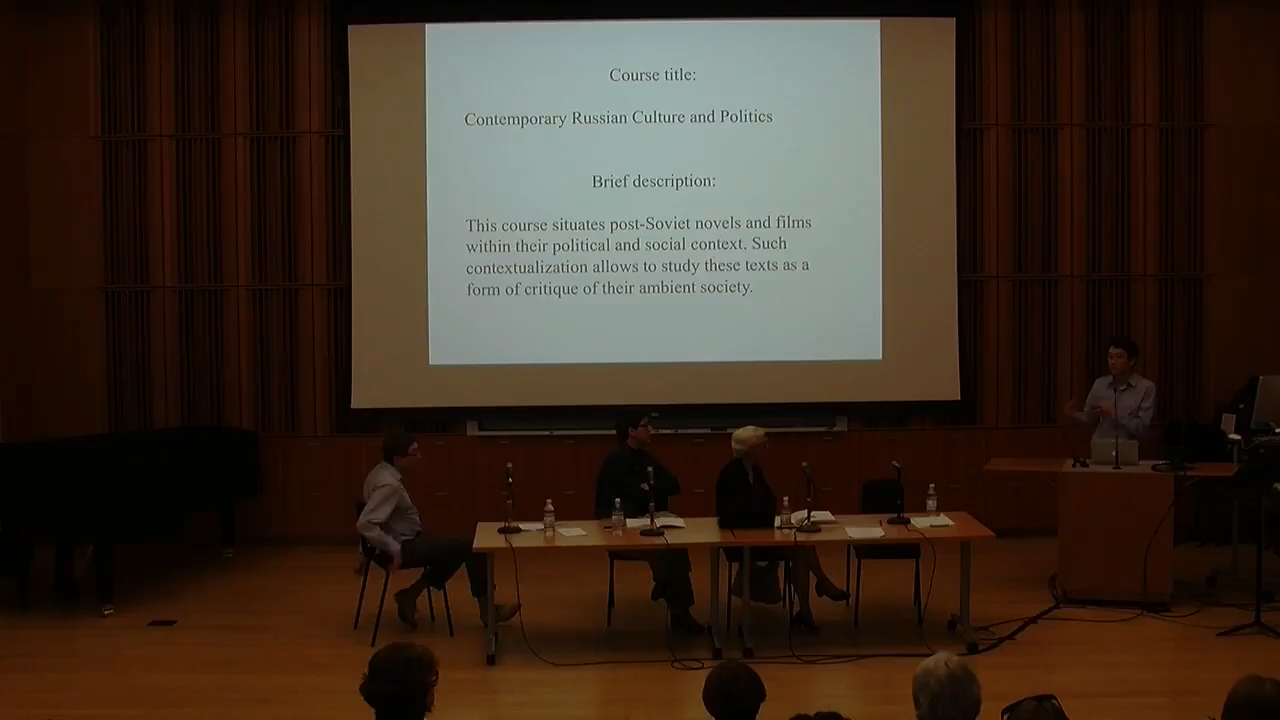 Course title:
Contemporary Russian Culture and Politics
Brief description:
This course situates post-Soviet novels and films
within their political and social context. Such
contextualization allows to study these texts as a
form of critique of their ambient society.